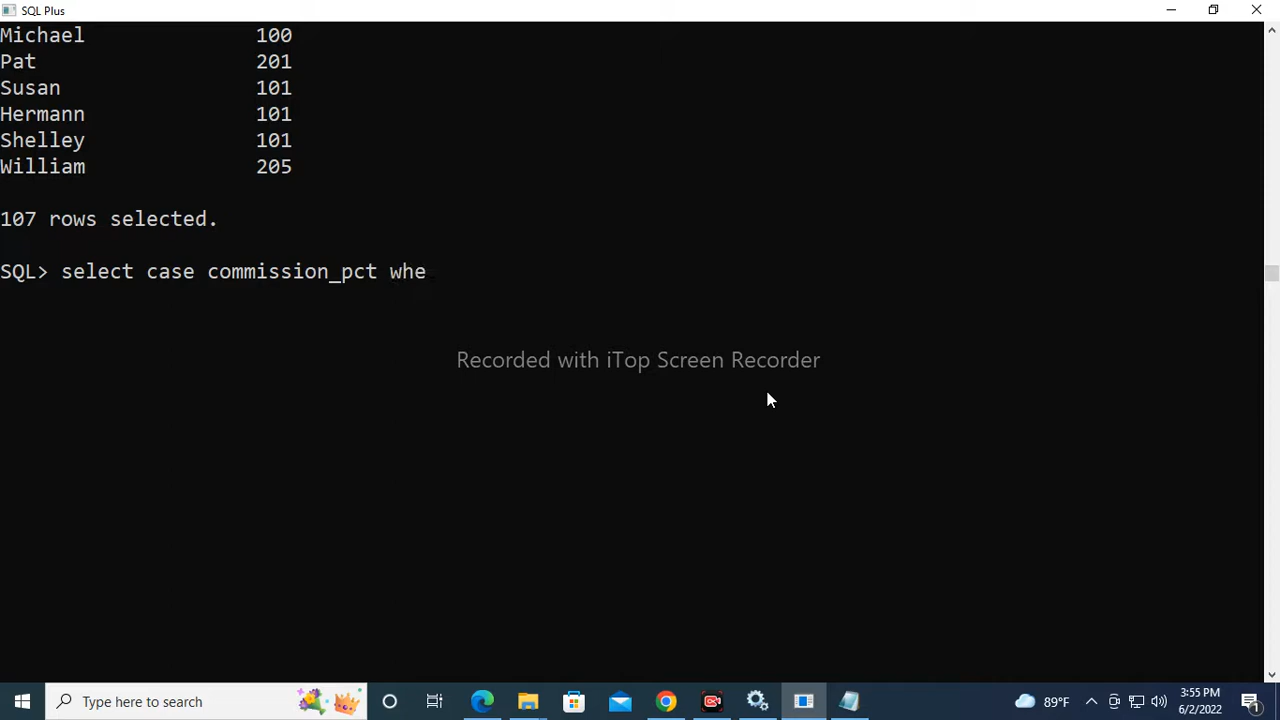 SQL Plus
Michael 100
Pat 201
Susan 101
Hermann 101
Shelley 101
William 205
107 rows selected.
SQL> select case commission_pct whe
Recorded with iTop Screen Recorder
Type here to search
89°F
3:55 PM
6/2/2022
1